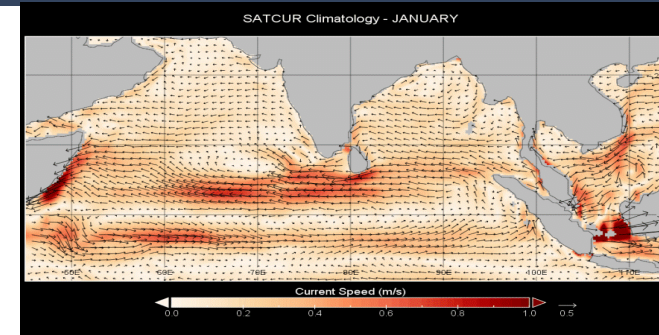 SATCUR Climatology - JANUARY
50E 60E 70E 80E 90E 100E 110E
Current Speed (m/s)
0.0 0.2 0.4 0.6 0.8 1.0 0.5